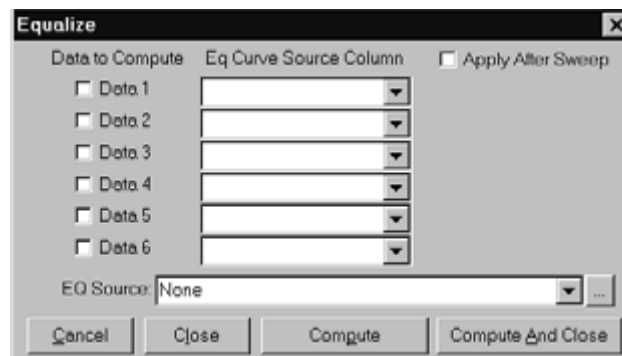 Equalize
Data to Compute Eq Curve Source Column Apply After Sweep
Data 1
Data 2
Data 3
Data 4
Data 5
Data 6
EQ Source: None ...
Cancel Close Compute Compute And Close